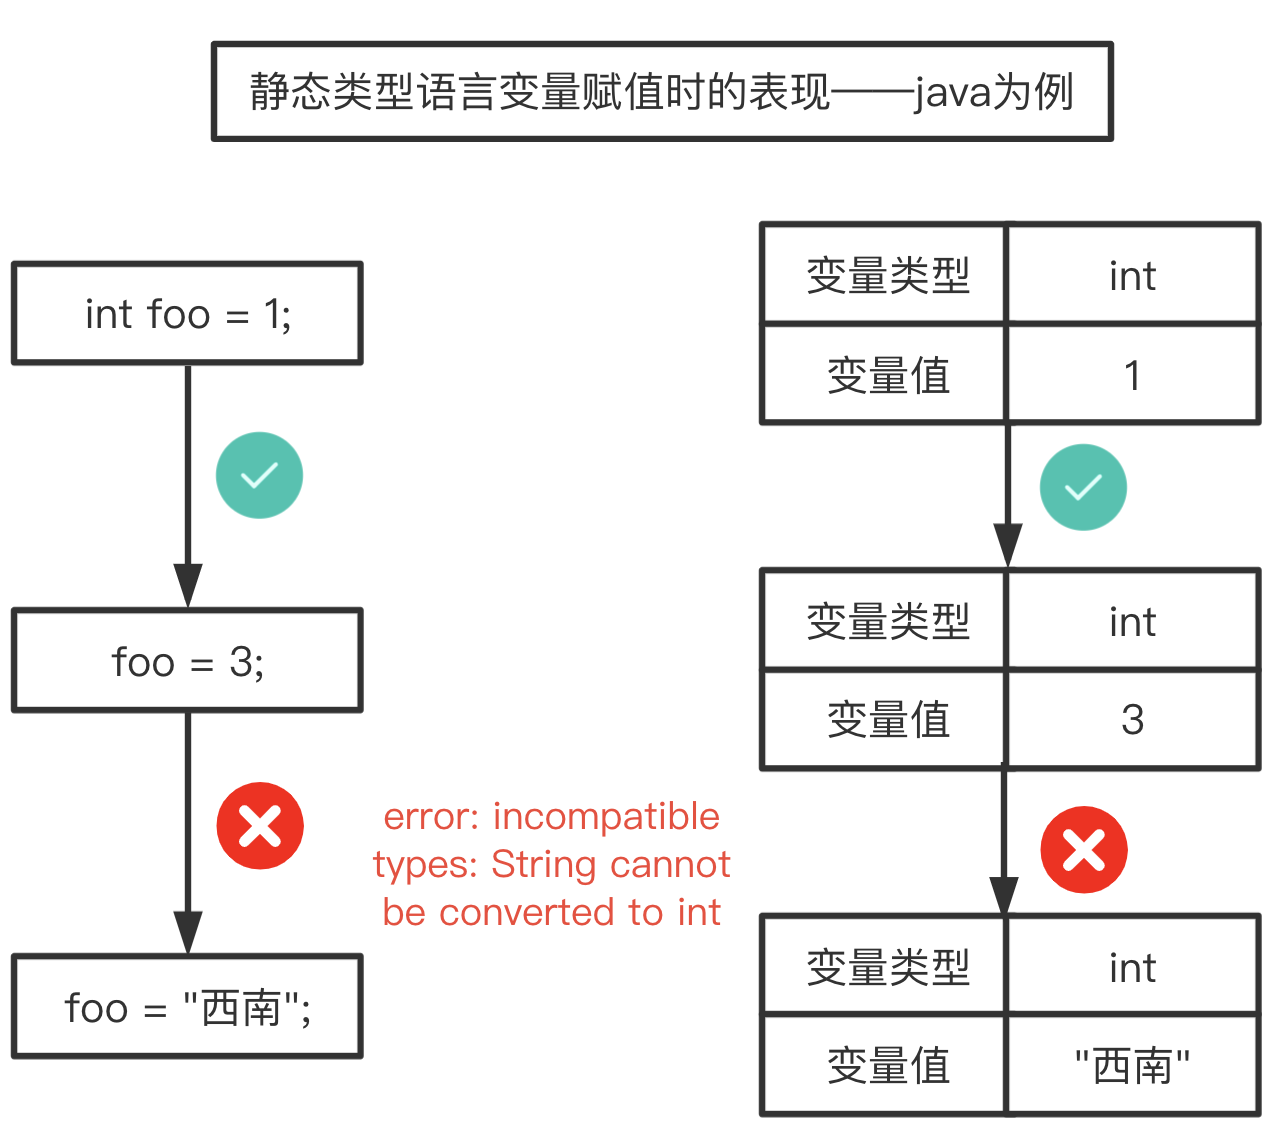 静态类型语言变量赋值时的表现——java为例
int foo = 1;
foo = 3;
error: incompatible
types: String cannot
be converted to int
foo = "西南";
变量类型 int
变量值 1
变量类型 int
变量值 3
变量类型 int
变量值 "西南"